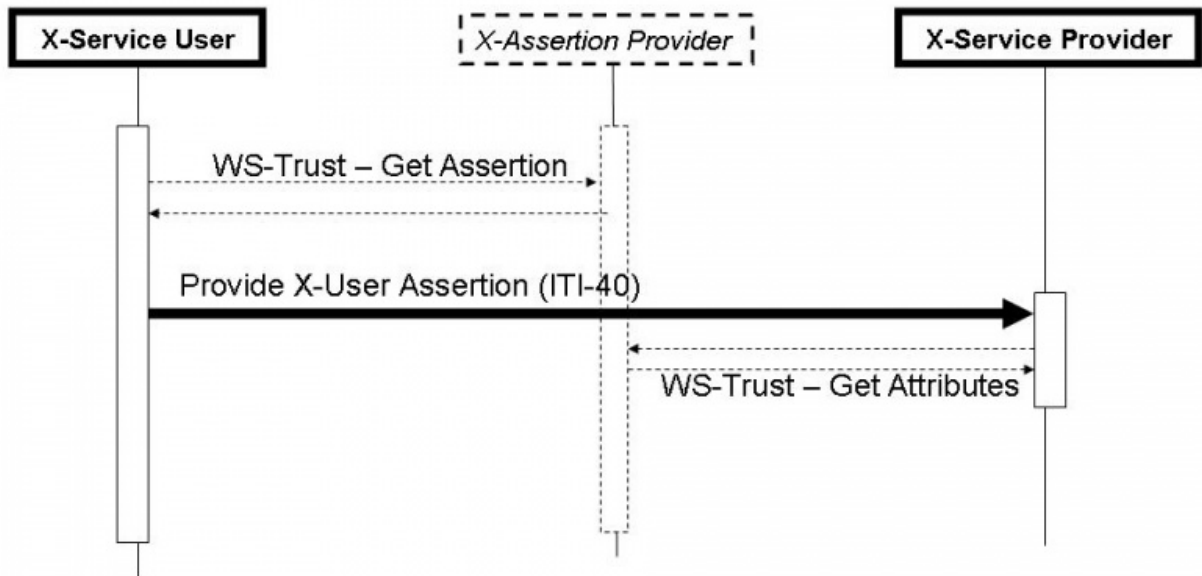 X-Service User
X-Assertion Provider
X-Service Provider
WS-Trust – Get Assertion
Provide X-User Assertion (ITI-40)
WS-Trust – Get Attributes